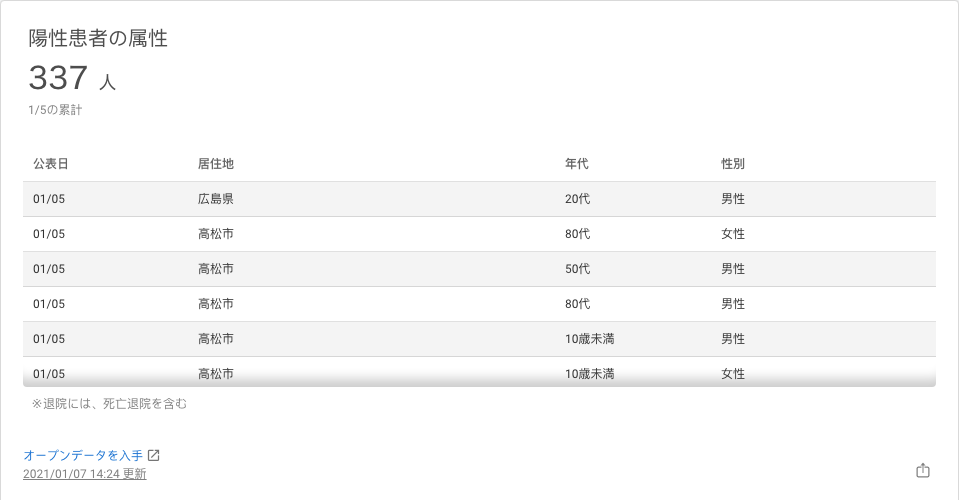 陽性患者の属性
337 人
1/5の累計
公表日 居住地 年代 性別
01/05 広島県 20代 男性
01/05 高松市 80代 女性
01/05 高松市 50代 男性
01/05 高松市 80代 男性
01/05 高松市 10歳未満 男性
01/05 高松市 10歳未満 女性
※退院には、死亡退院を含む
オープンデータを入手
2021/01/07 14:24 更新